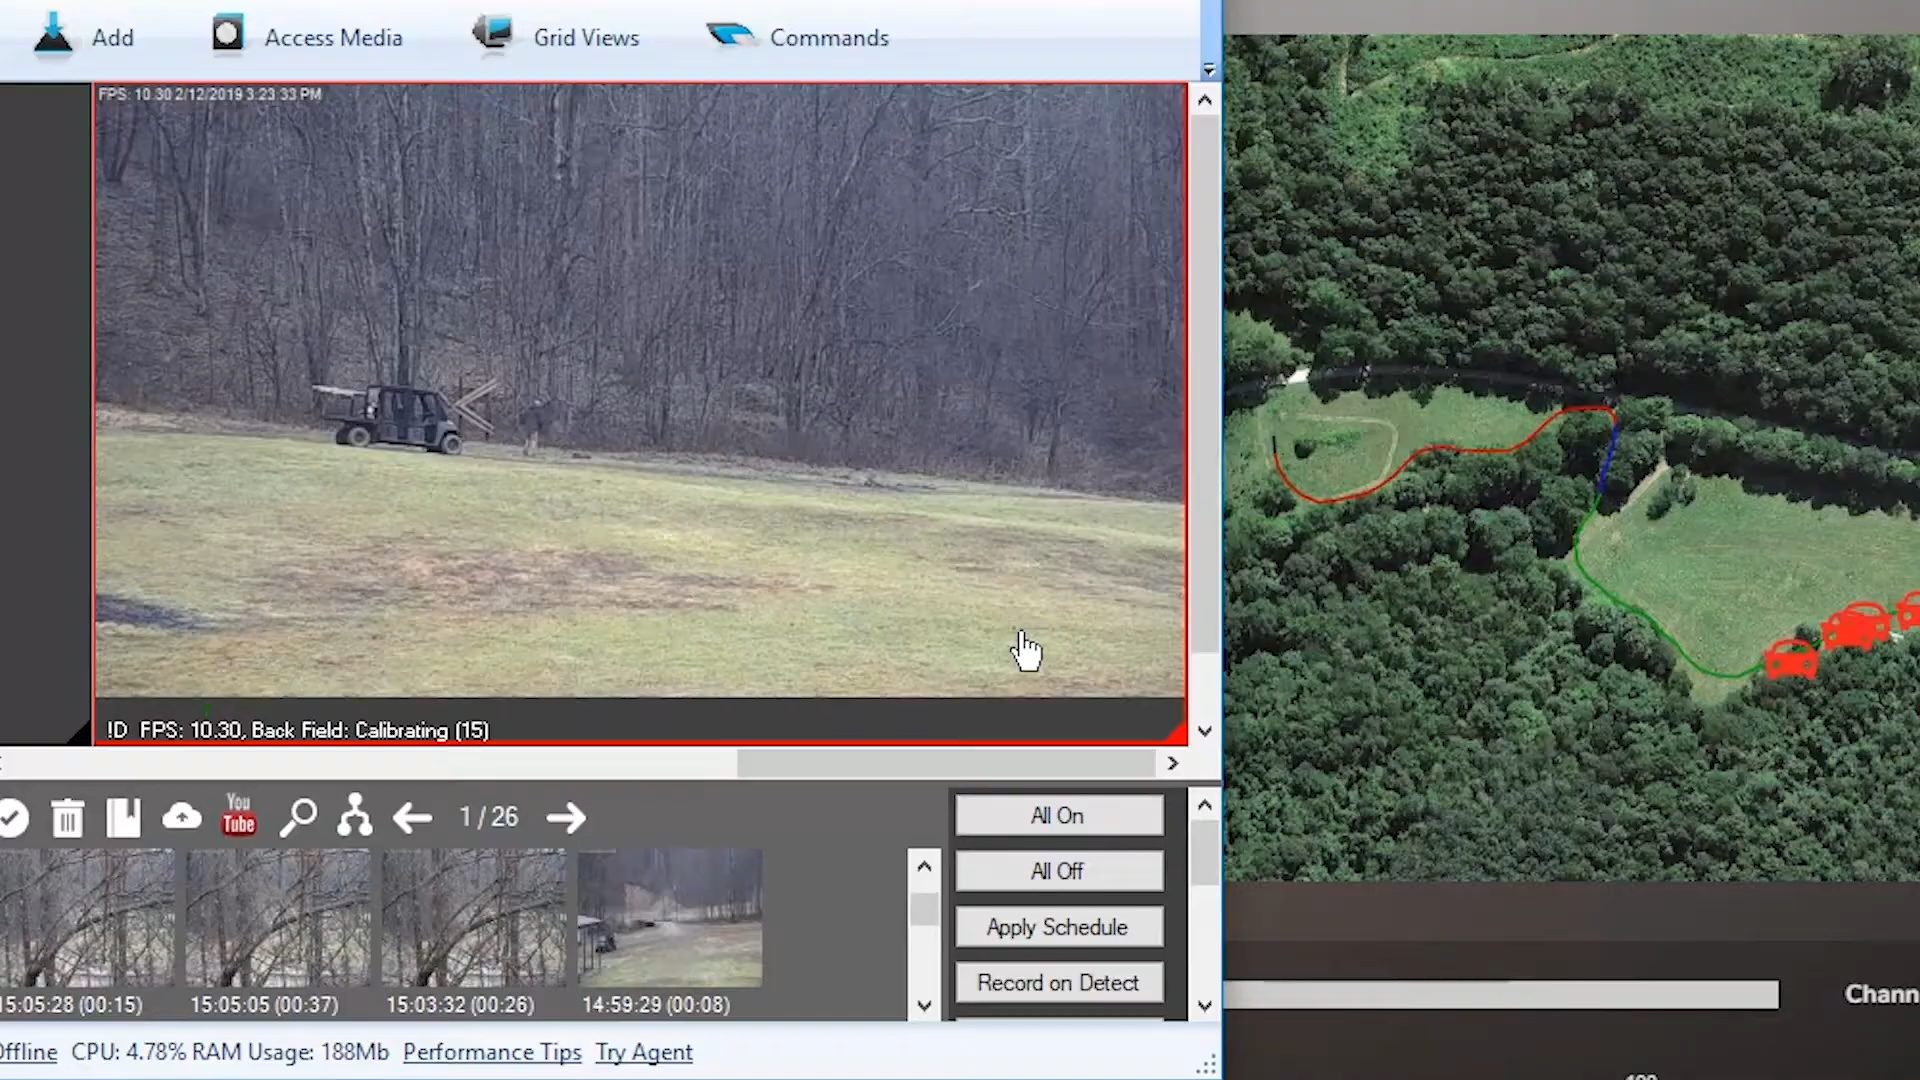 Add
Access Media
Grid Views
Commands
FPS: 10.30 2/12/2019 3:23:33 PM
!D FPS: 10.30, Back Field: Calibrating (15)
You
Tube
1 / 26
15:05:28 (00:15)
15:05:05 (00:37)
15:03:32 (00:26)
14:59:29 (00:08)
All On
All Off
Apply Schedule
Record on Detect
Chann
ffline
CPU: 4.78% RAM Usage: 188Mb
Performance Tips
Try Agent